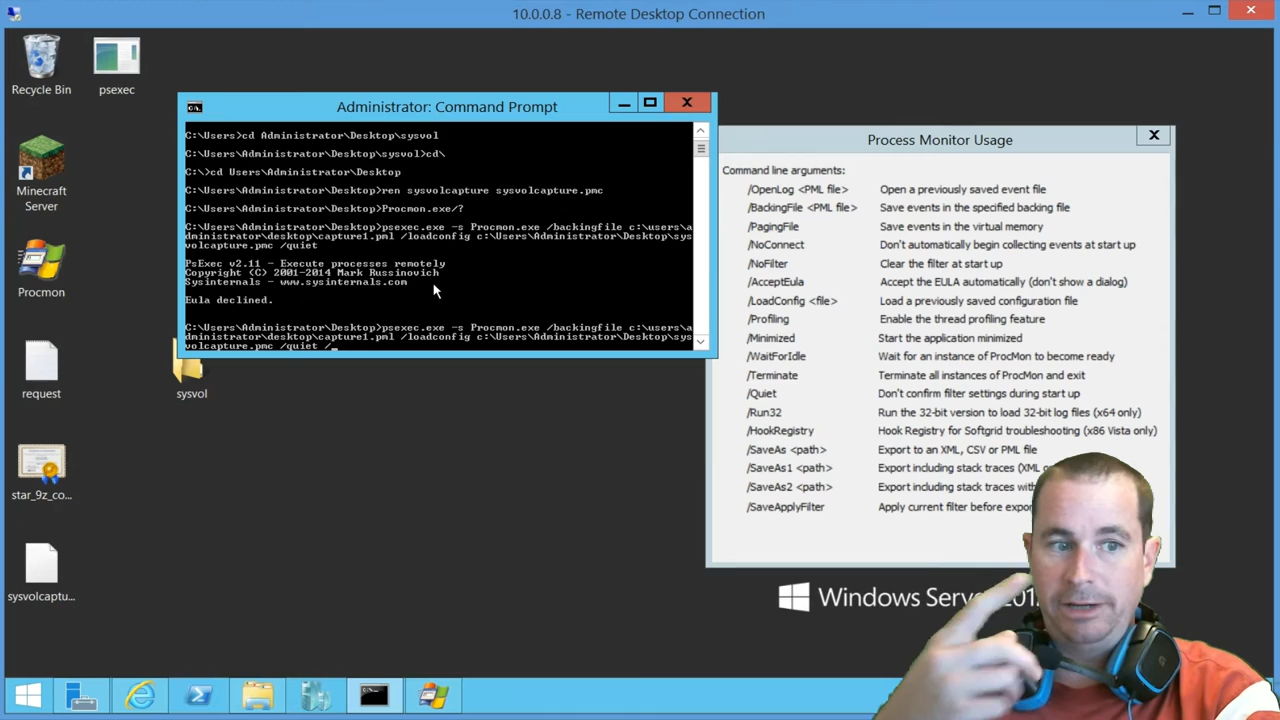 10.0.0.8 - Remote Desktop Connection
Recycle Bin
psexec
Minecraft
Server
Procmon
request
sysvol
star_9z_co...
sysvolcaptu...
Administrator: Command Prompt
C:\Users>cd Administrator\Desktop\sysvol
C:\Users\Administrator\Desktop\sysvol>cd\
C:\>cd Users\Administrator\Desktop
C:\Users\Administrator\Desktop>ren sysvolcapture sysvolcapture.pmc
C:\Users\Administrator\Desktop>Procmon.exe/?
C:\Users\Administrator\Desktop>psexec.exe -s Procmon.exe /backingfile c:\users\a
dministrator\desktop\capture1.pml /loadconfig c:Users\Administrator\Desktop\sys
volcapture.pmc /quiet
PsExec v2.11 - Execute processes remotely
Copyright (C) 2001-2014 Mark Russinovich
Sysinternals - www.sysinternals.com
Eula declined.
C:\Users\Administrator\Desktop>psexec.exe -s Procmon.exe /backingfile c:\users\a
dministrator\desktop\capture1.pml /loadconfig c:Users\Administrator\Desktop\sys
volcapture.pmc /quiet /_
Process Monitor Usage
Command line arguments:
/OpenLog <PML file> Open a previously saved event file
/BackingFile <PML file> Save events in the specified backing file
/PagingFile Save events in the virtual memory
/NoConnect Don't automatically begin collecting events at start up
/NoFilter Clear the filter at start up
/AcceptEula Accept the EULA automatically (don't show a dialog)
/LoadConfig <file> Load a previously saved configuration file
/Profiling Enable the thread profiling feature
/Minimized Start the application minimized
/WaitForIdle Wait for an instance of ProcMon to become ready
/Terminate Terminate all instances of ProcMon and exit
/Quiet Don't confirm filter settings during start up
/Run32 Run the 32-bit version to load 32-bit log files (x64 only)
/HookRegistry Hook Registry for Softgrid troubleshooting (x86 Vista only)
/SaveAs <path> Export to an XML, CSV or PML file
/SaveAs1 <path> Export including stack traces (XML
/SaveAs2 <path> Export including stack traces
/SaveApplyFilter Apply current filter before
Windows